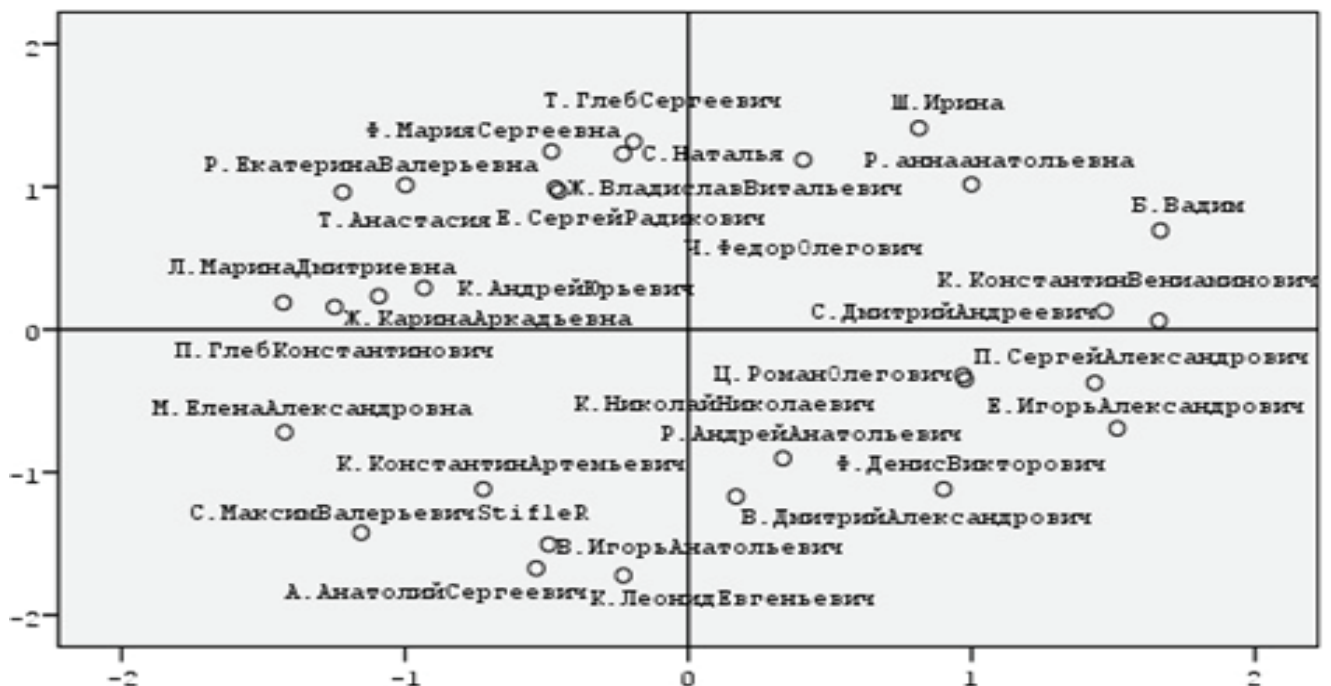 2
Т.ГлебСергеевич
Ш.Ирина
Ф.МарияСергеевна
С.Наталья
Р.аннаанатольевна
Р.ЕкатеринаВалерьевна
1
Ж.ВладиславВитальевич
Б.Вадим
Т.Анастасия
Е.СергейРадикович
Ч.ФедорОлегович
Л.МаринаДмитриевна
К.КонстантинВениаминович
К.АндрейЮрьевич
С.ДмитрийАндреевич
Ж.КаринаАркадьевна
0
П.ГлебКонстантинович
П.СергейАлександрович
Ц.РоманОлегович
М.ЕленаАлександровна
К.НиколайНиколаевич
Е.ИгорьАлександрович
Р.АндрейАнатольевич
К.КонстантинАртемьевич
Ф.ДенисВикторович
-1
С.МаксимВалерьевичStifleR
В.ДмитрийАлександрович
В.ИгорьАнатольевич
А.АнатолийСергеевич
К.ЛеонидЕвгеньевич
-2
-2 -1 0 1 2